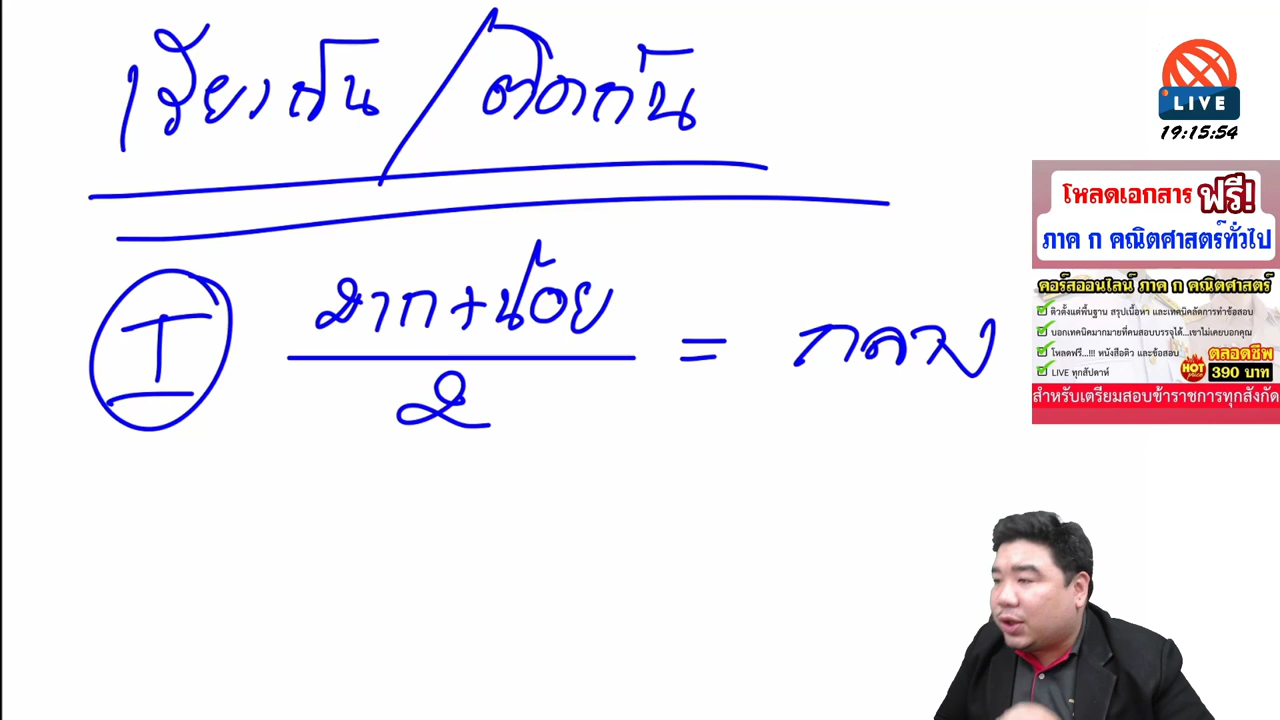 เรียงกัน / ติดกัน
I
มาก + น้อย
2
= กลาง
LIVE
19:15:54
โหลดเอกสาร ฟรี!
ภาค ก คณิตศาสตร์ทั่วไป
คอร์สออนไลน์ ภาค ก คณิตศาสตร์
ติวตั้งแต่พื้นฐาน สรุปเนื้อหา และเทคนิคลัดการทำข้อสอบ
บอกเทคนิคมากมายที่คนสอบบรรจุได้...เขาไม่เคยบอกคุณ
โหลดฟรี...!!! หนังสือติว และข้อสอบ
LIVE ทุกสัปดาห์
HOT price
ตลอดชีพ
390 บาท
สำหรับเตรียมสอบข้าราชการทุกสังกัด